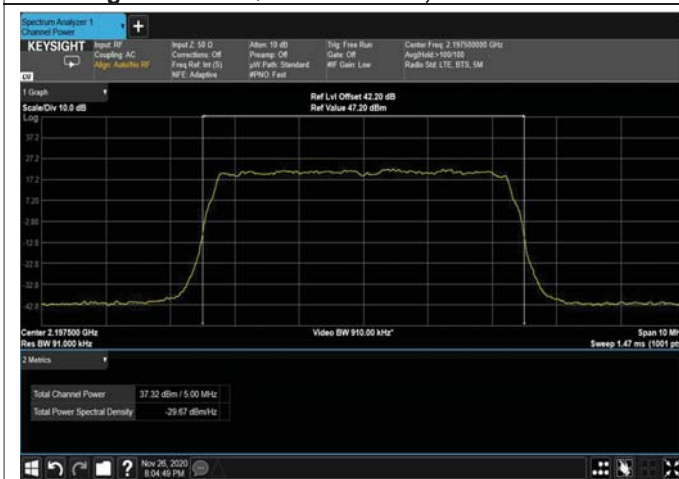 Spectrum Analyzer 1
Channel Power
+
KEYSIGHT
Input: RF
Coupling: AC
Align: Auto/No RF
Input Z: 50 Ω
Corrections: Off
Freq Ref: Int (S)
NFE: Adaptive
Atten: 10 dB
Preamp: Off
µW Path: Standard
#PNO: Fast
Trig: Free Run
Gate: Off
#IF Gain: Low
Center Freq: 2.197500000 GHz
Avg|Hold:>100/100
Radio Std: LTE, BTS, 5M
1 Graph
Scale/Div 10.0 dB
Ref Lvl Offset 42.20 dB
Ref Value 47.20 dBm
Log
37.2
27.2
17.2
7.20
-2.80
-12.8
-22.8
-32.8
-42.8
Center 2.197500 GHz
Video BW 910.00 kHz*
Span 10 MH
Res BW 91.000 kHz
Sweep 1.47 ms (1001 pts
2 Metrics
Total Channel Power 37.32 dBm / 5.00 MHz
Total Power Spectral Density -29.67 dBm/Hz
?
Nov 26, 2020
8:04:49 PM